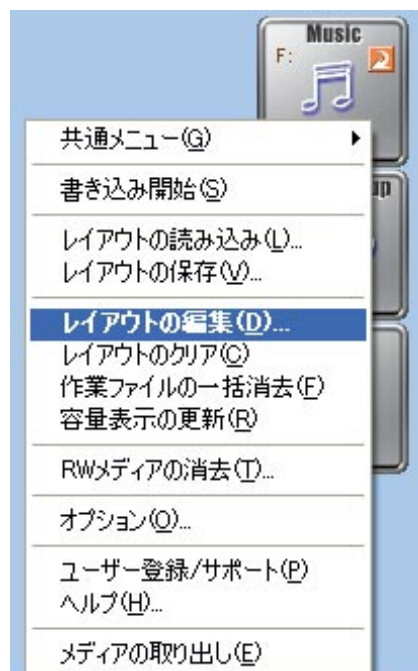 Music
F:
up
共通メニュー(G)
書き込み開始(S)
レイアウトの読み込み(L)...
レイアウトの保存(V)...
レイアウトの編集(D)...
レイアウトのクリア(C)
作業ファイルの一括消去(F)
容量表示の更新(R)
RWメディアの消去(T)...
オプション(O)...
ユーザー登録/サポート(P)
ヘルプ(H)...
メディアの取り出し(E)